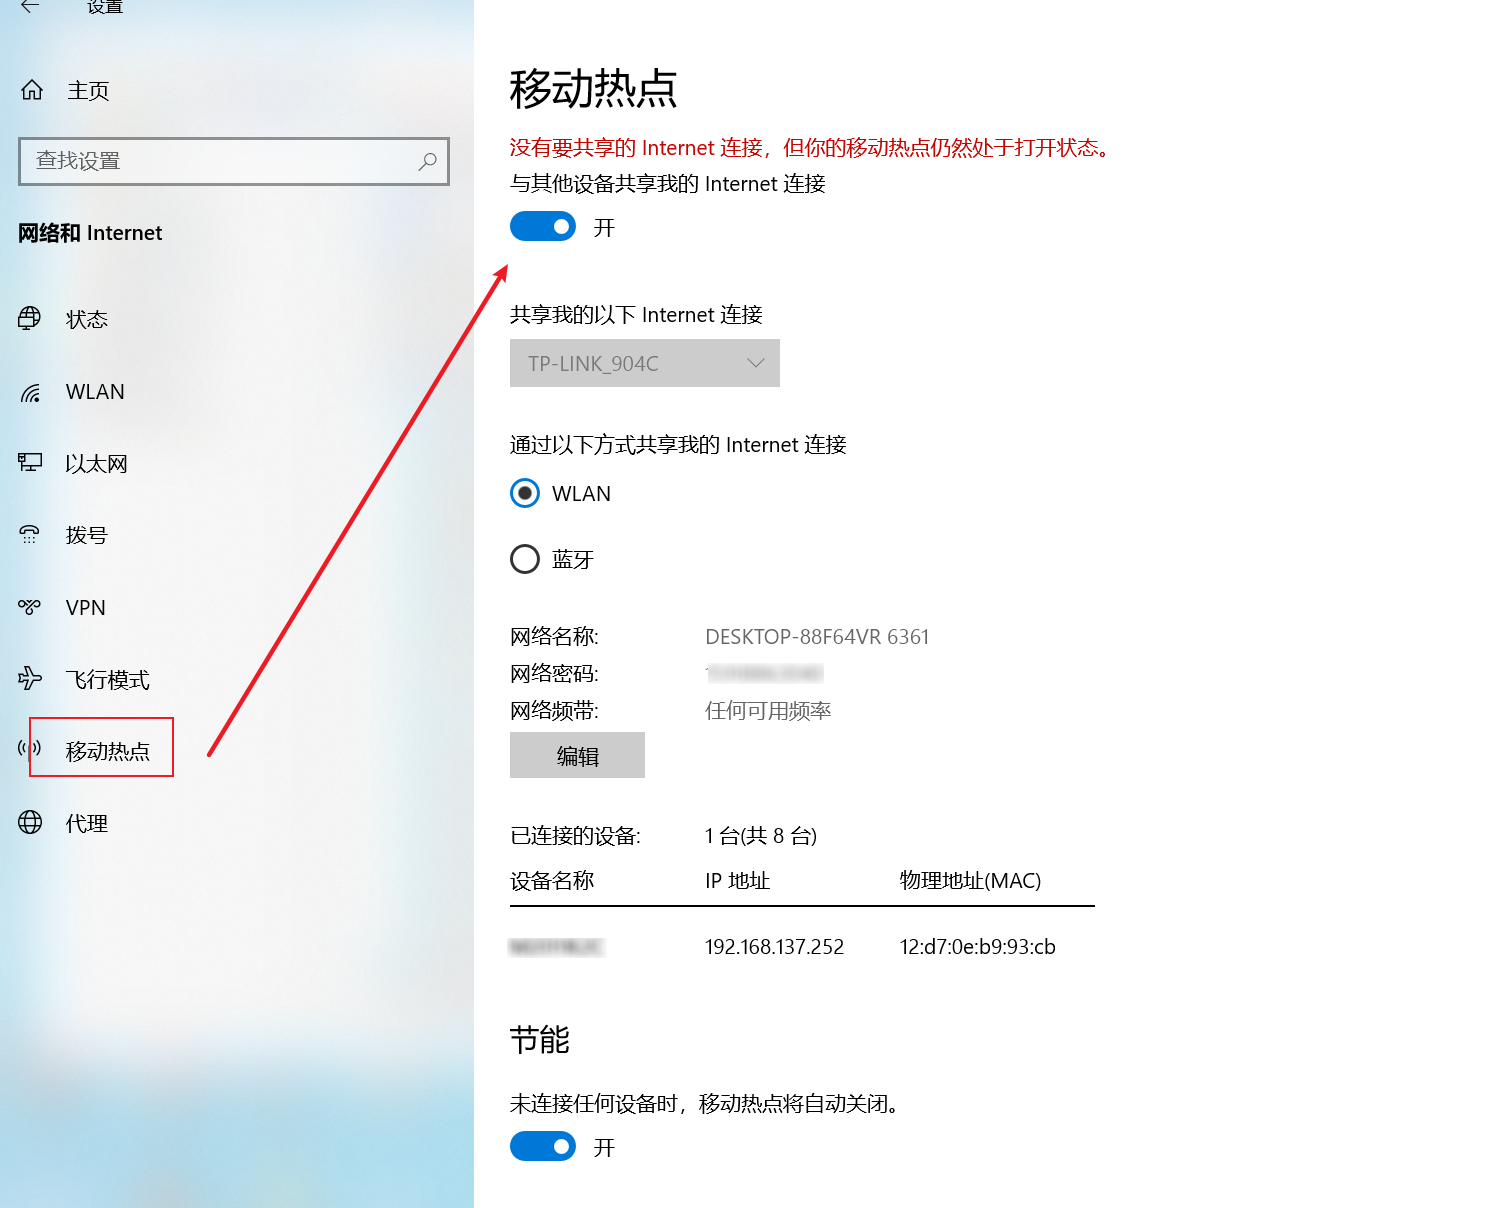 设置
主页
查找设置
网络和 Internet
状态
WLAN
以太网
拨号
VPN
飞行模式
移动热点
代理
移动热点
没有要共享的 Internet 连接，但你的移动热点仍然处于打开状态。
与其他设备共享我的 Internet 连接
开
共享我的以下 Internet 连接
TP-LINK_904C
通过以下方式共享我的 Internet 连接
WLAN
蓝牙
网络名称: DESKTOP-88F64VR 6361
网络密码:
网络频带: 任何可用频率
编辑
已连接的设备: 1 台(共 8 台)
设备名称 IP 地址 物理地址(MAC)
192.168.137.252 12:d7:0e:b9:93:cb
节能
未连接任何设备时，移动热点将自动关闭。
开